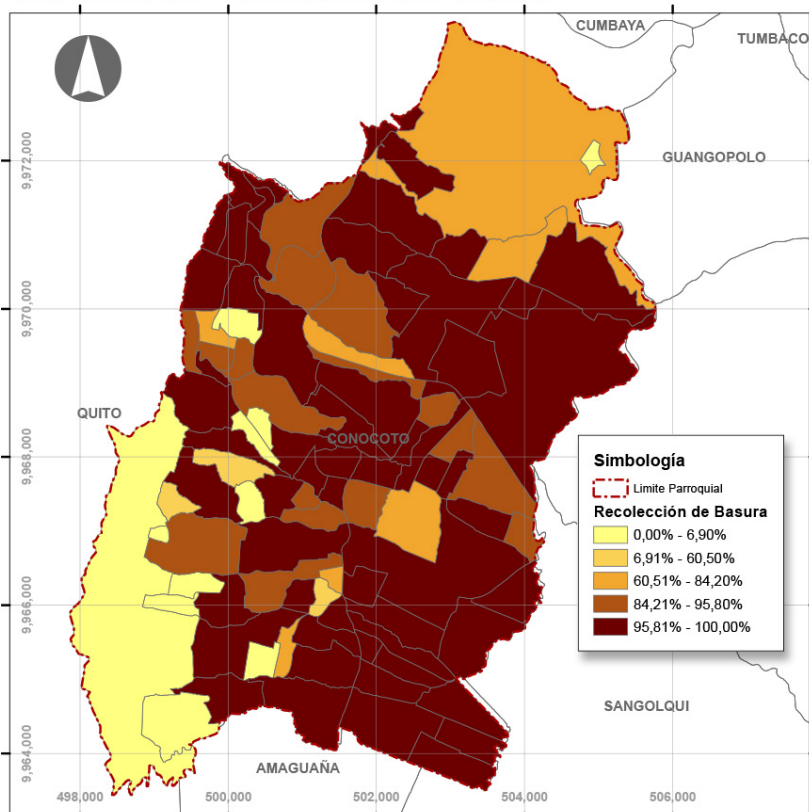 CUMBAYA
TUMBACO
9,972,000
GUANGOPOLO
9,970,000
QUITO
CONOCOTO
9,968,000
Simbología
Limite Parroquial
Recolección de Basura
0,00% - 6,90%
6,91% - 60,50%
60,51% - 84,20%
84,21% - 95,80%
95,81% - 100,00%
9,966,000
SANGOLQUI
9,964,000
AMAGUAÑA
498,000
500,000
502,000
504,000
506,000